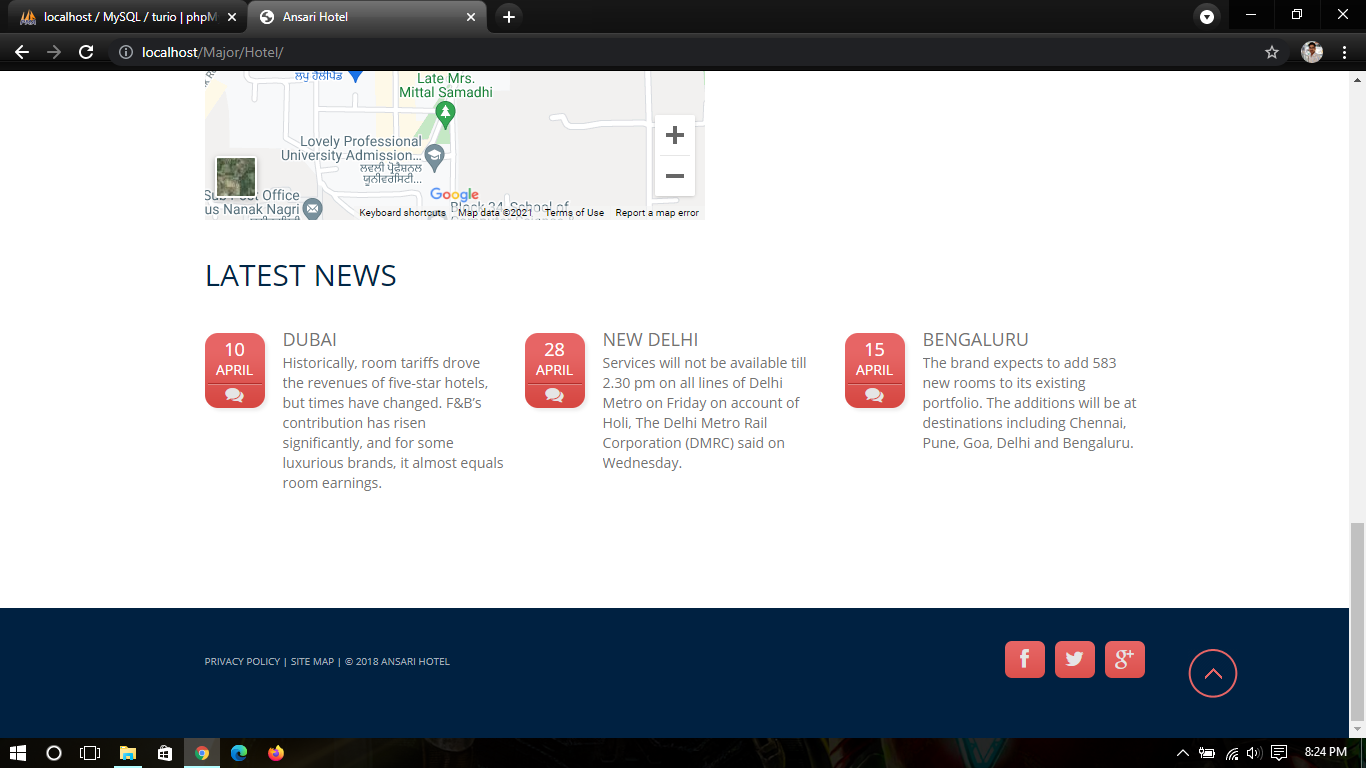 localhost / MySQL / turio | phpM
Ansari Hotel
localhost/Major/Hotel/
ਲਪੁ ਹੈਲੀਪੈਡ
Late Mrs.
Mittal Samadhi
Lovely Professional
University Admission...
ਲਵਲੀ ਪ੍ਰੋਫੈਸ਼ਨਲ
ਯੂਨੀਵਰਸਿਟੀ...
Sub Post Office
us Nanak Nagri
Google
Block 34, School of
Keyboard shortcuts
Map data ©2021
Terms of Use
Report a map error
LATEST NEWS
10
APRIL
DUBAI
Historically, room tariffs drove
the revenues of five-star hotels,
but times have changed. F&B’s
contribution has risen
significantly, and for some
luxurious brands, it almost equals
room earnings.
28
APRIL
NEW DELHI
Services will not be available till
2.30 pm on all lines of Delhi
Metro on Friday on account of
Holi, The Delhi Metro Rail
Corporation (DMRC) said on
Wednesday.
15
APRIL
BENGALURU
The brand expects to add 583
new rooms to its existing
portfolio. The additions will be at
destinations including Chennai,
Pune, Goa, Delhi and Bengaluru.
PRIVACY POLICY | SITE MAP | © 2018 ANSARI HOTEL
8:24 PM